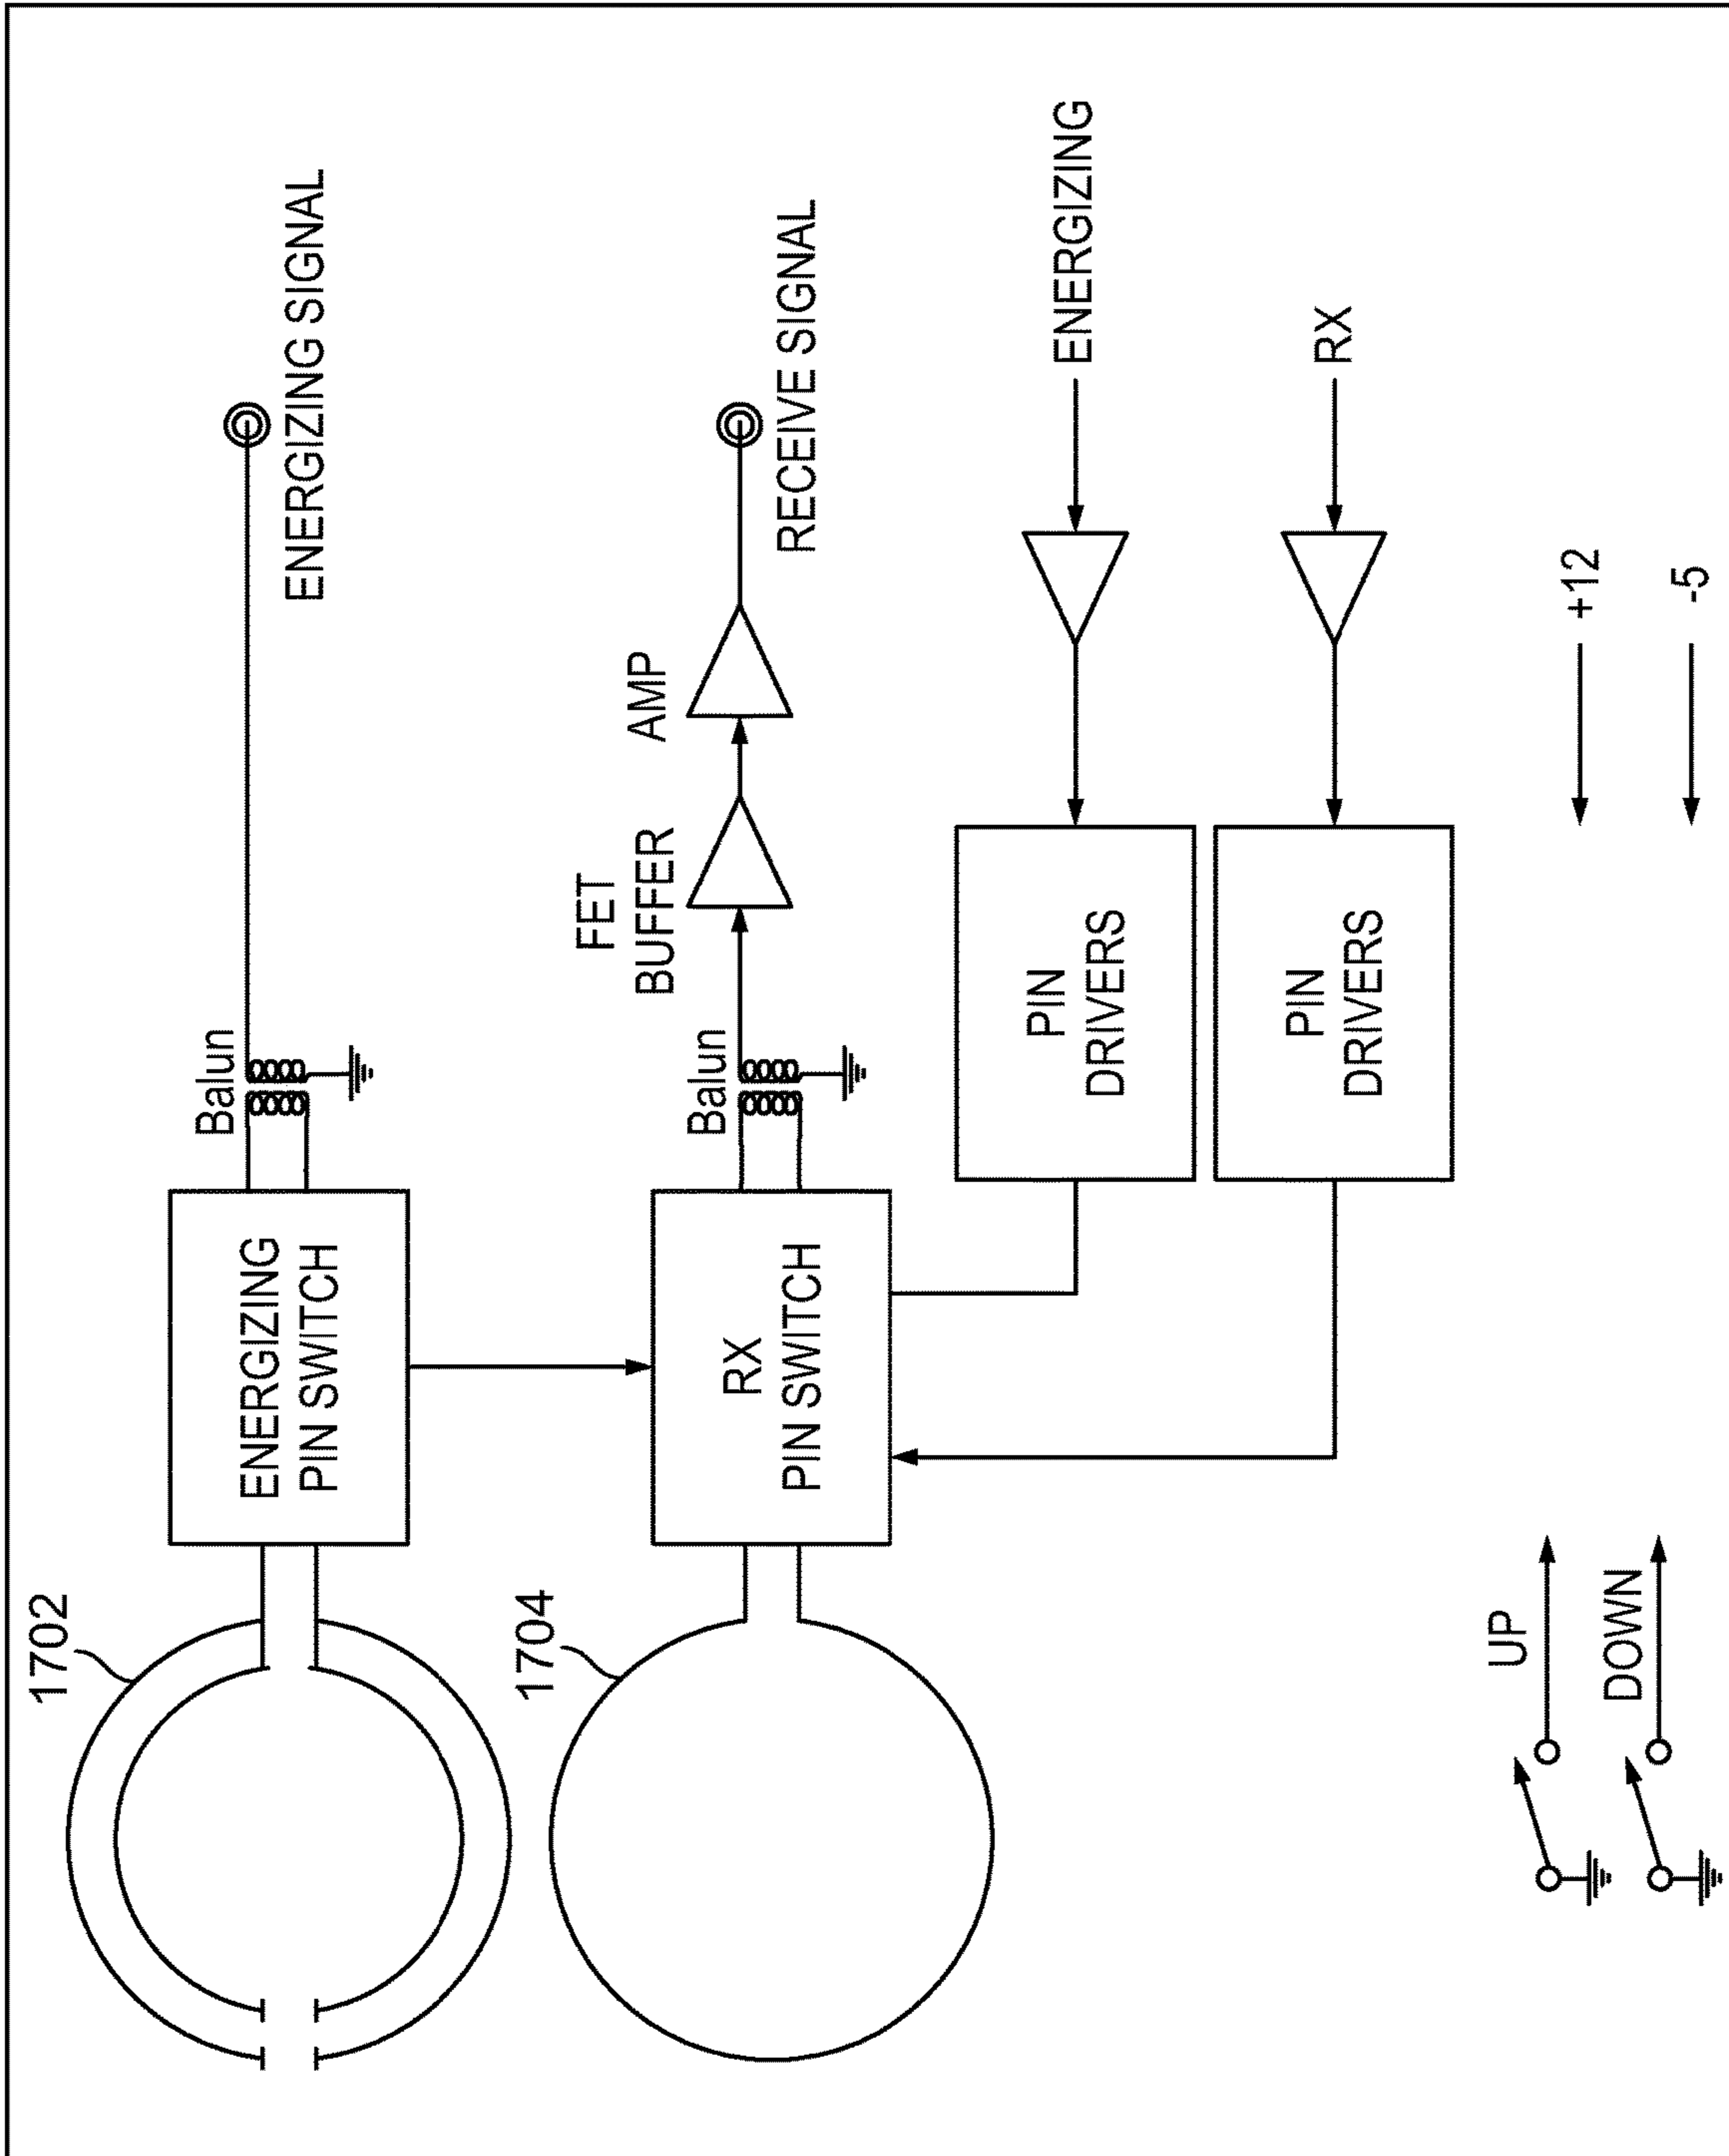 1702
ENERGIZING
PIN SWITCH
Balun
ENERGIZING SIGNAL
1704
RX
PIN SWITCH
Balun
FET
BUFFER
AMP
RECEIVE SIGNAL
PIN
DRIVERS
ENERGIZING
PIN
DRIVERS
RX
UP
DOWN
+12
-5